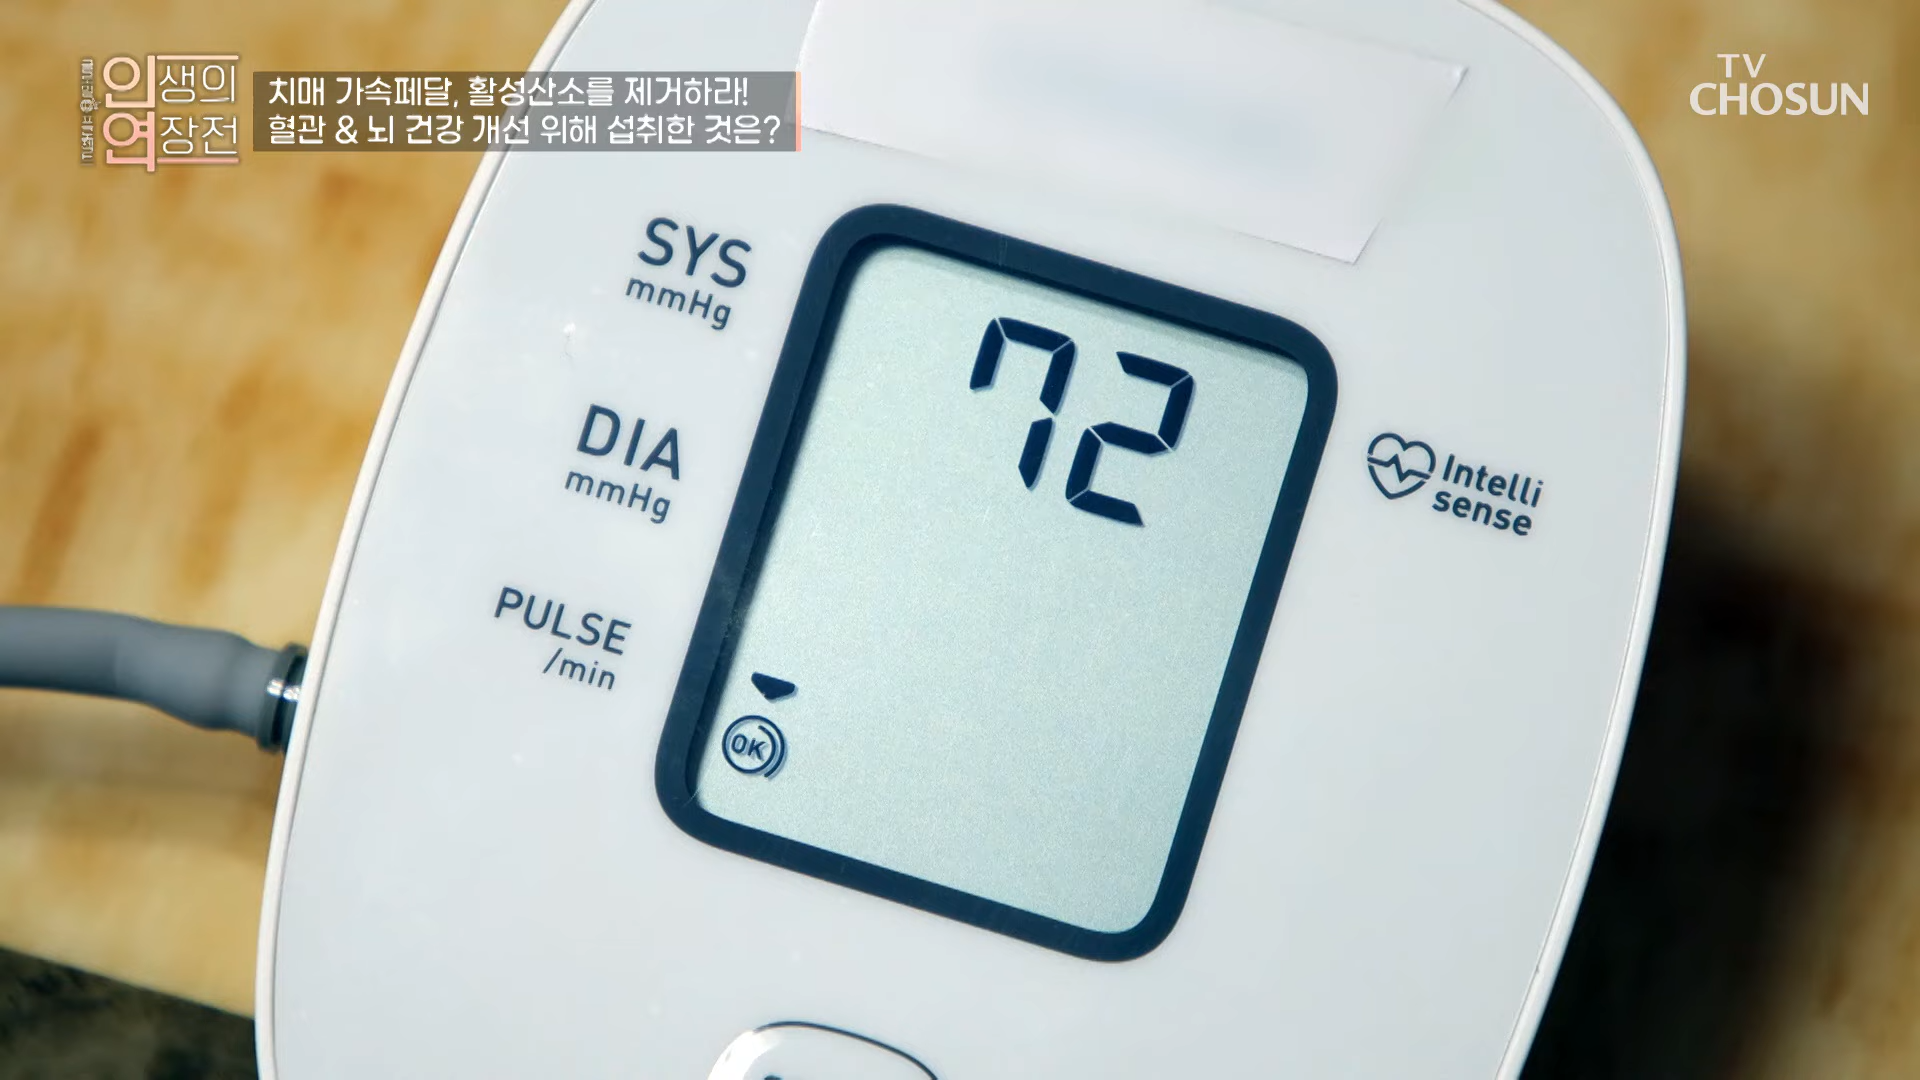 인생의
연장전
치매 가속페달, 활성산소를 제거하라!
혈관 & 뇌 건강 개선 위해 섭취한 것은?
TV
CHOSUN
SYS
mmHg
72
DIA
mmHg
Intelli
sense
PULSE
/min
OK